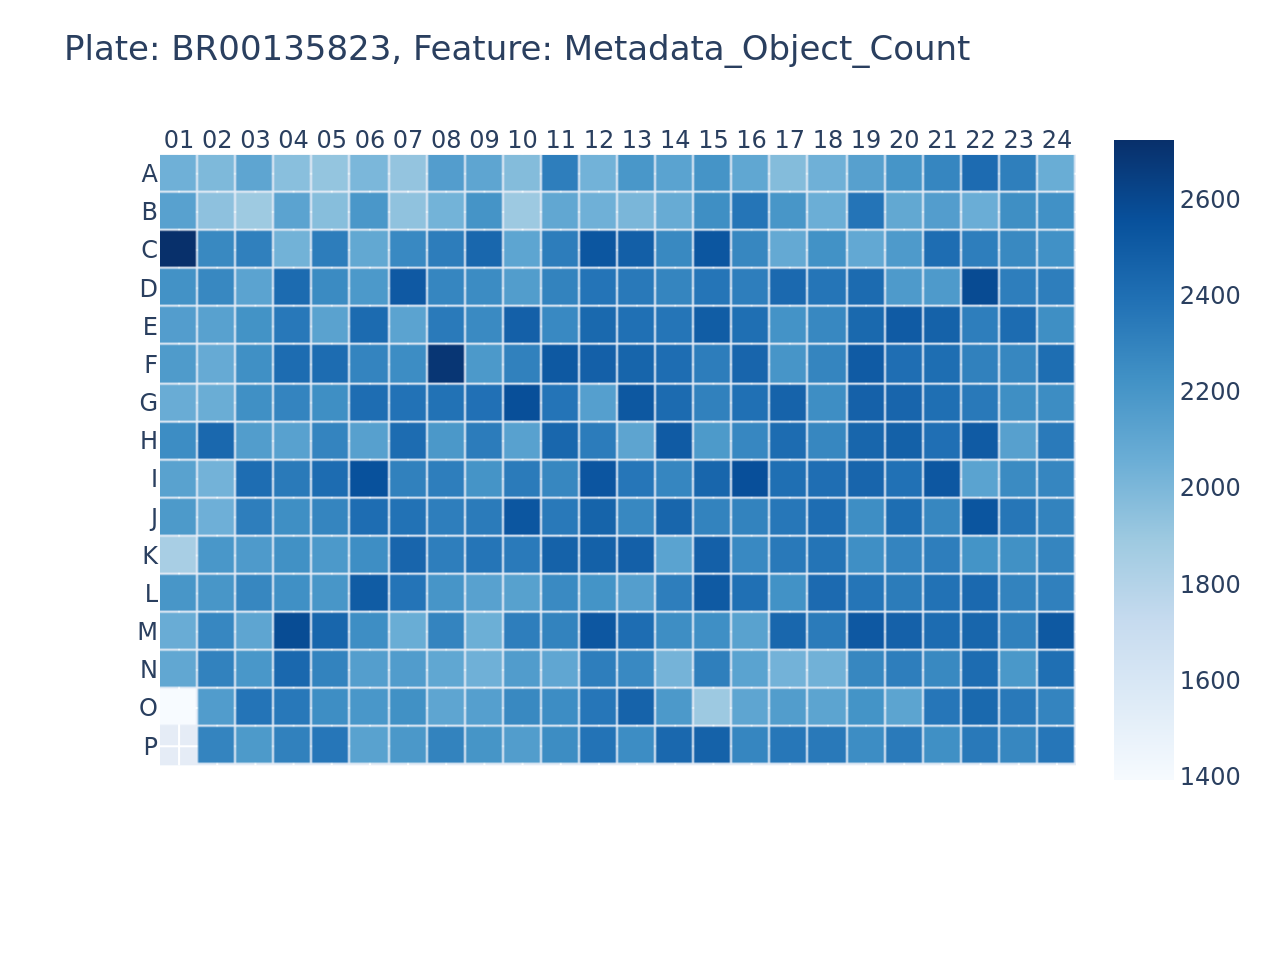 Plate: BR00135823, Feature: Metadata_Object_Count
01 02 03 04 05 06 07 08 09 10 11 12 13 14 15 16 17 18 19 20 21 22 23 24
A
B
C
D
E
F
G
H
I
J
K
L
M
N
O
P
2600
2400
2200
2000
1800
1600
1400